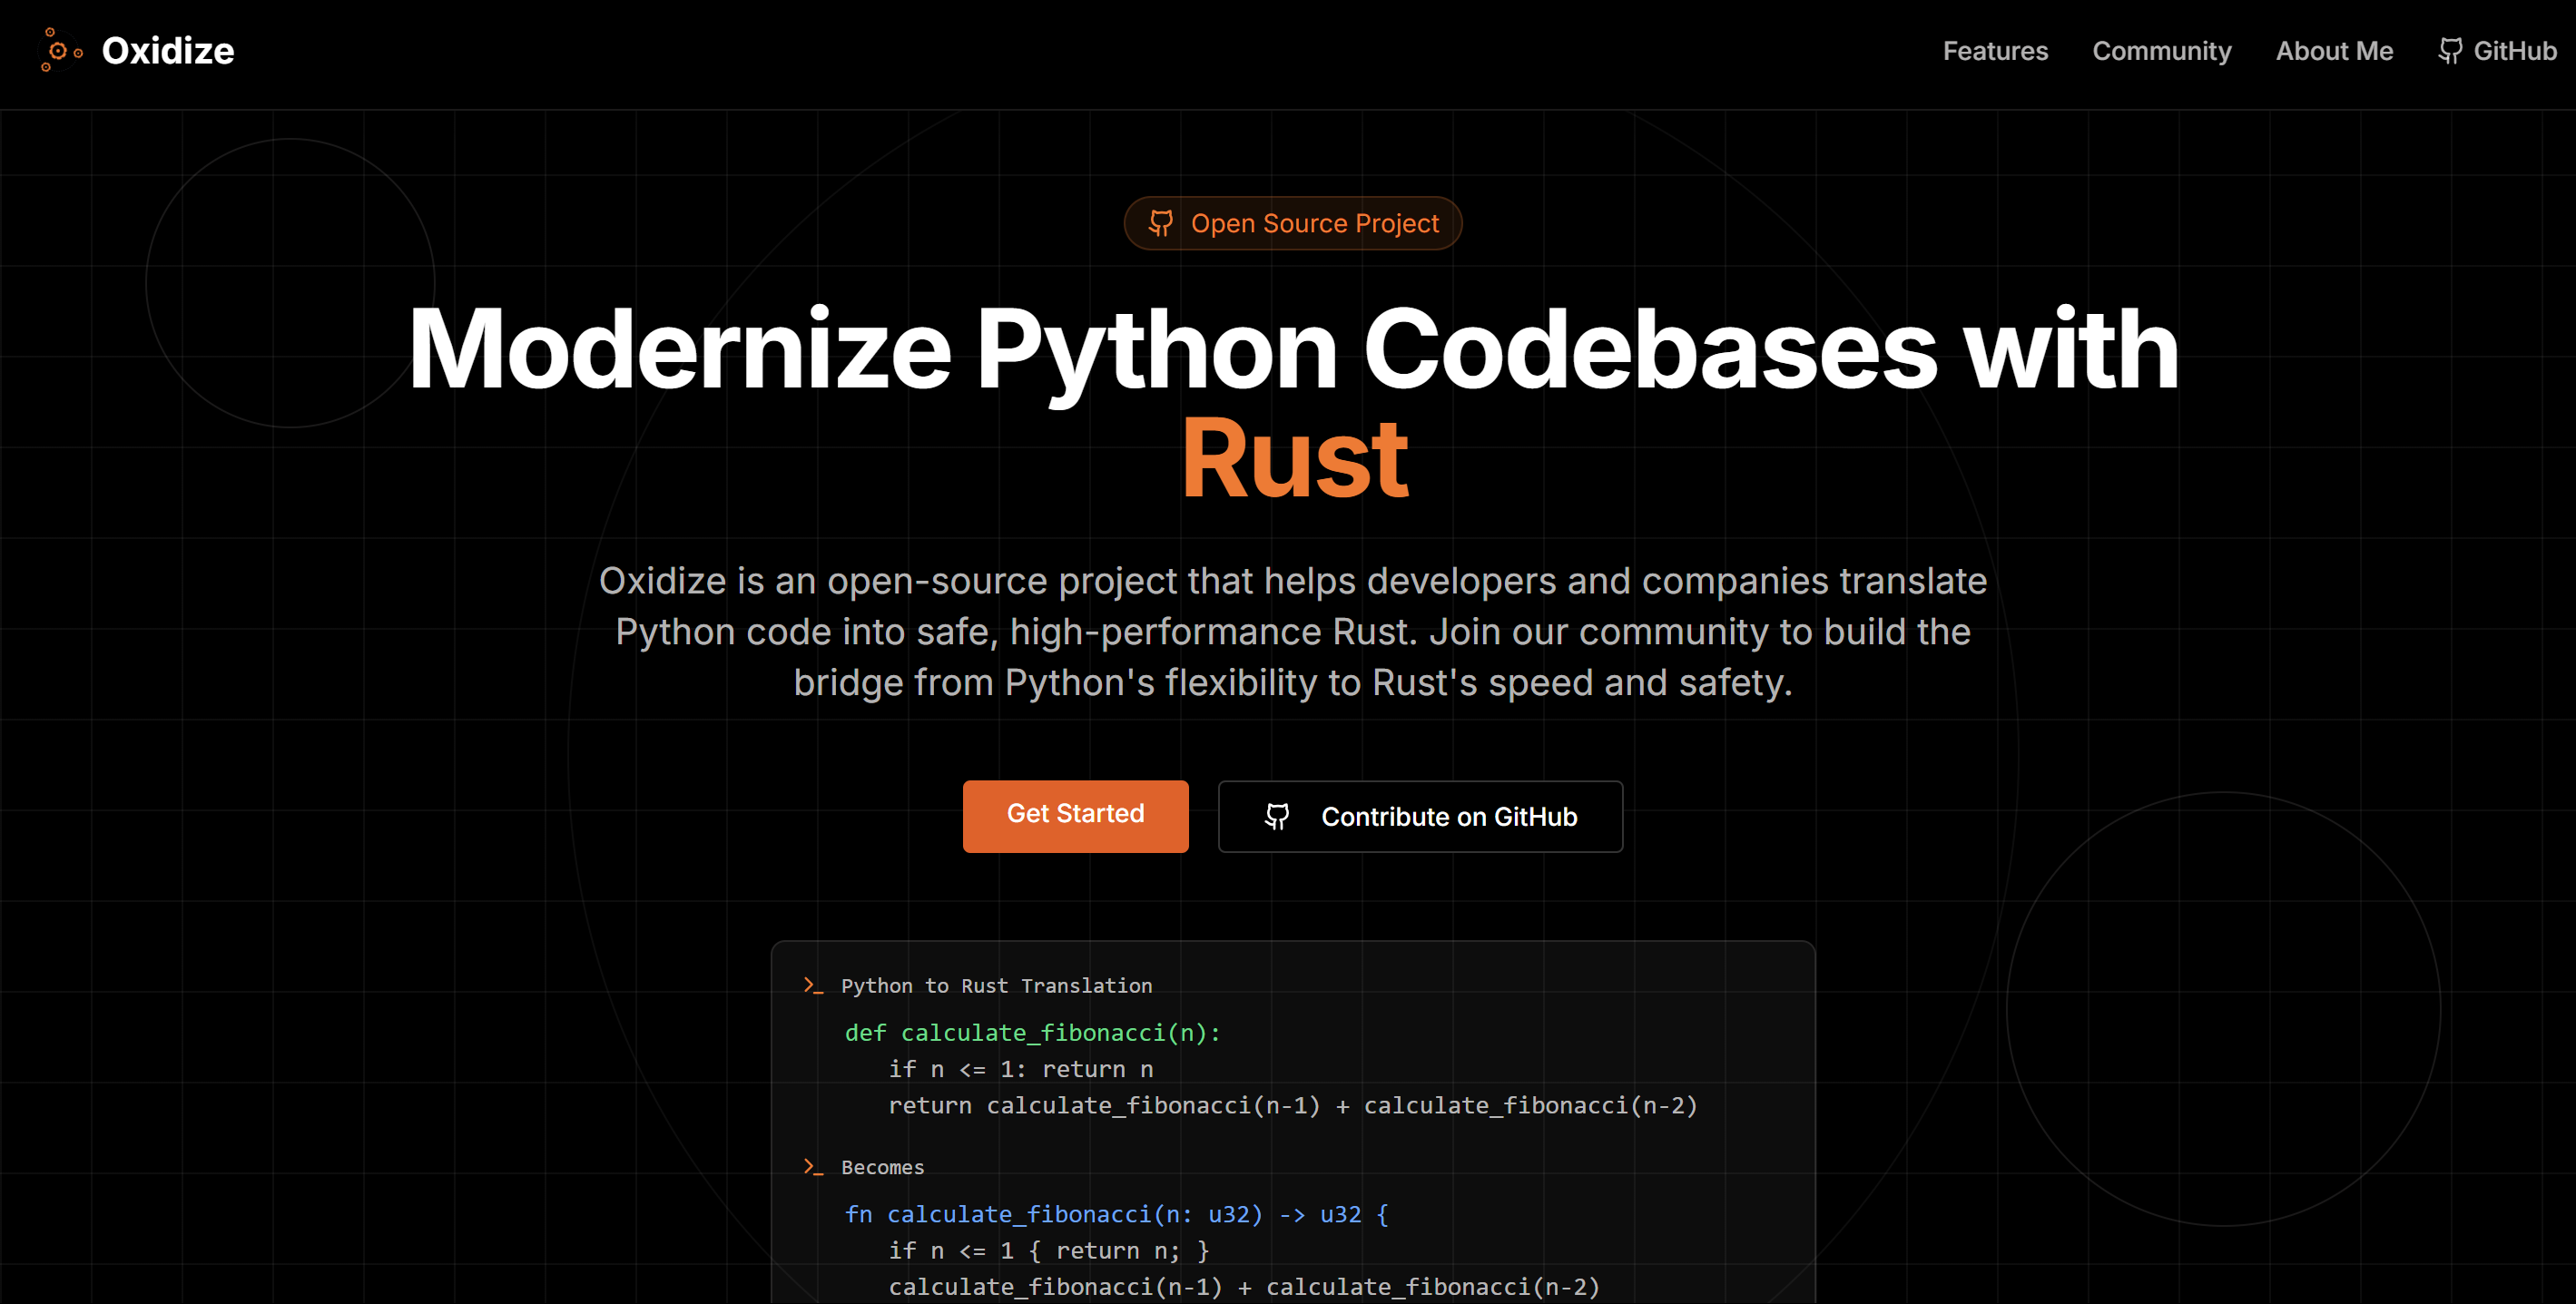 Oxidize
Features
Community
About Me
GitHub
Open Source Project
Modernize Python Codebases with
Rust
Oxidize is an open-source project that helps developers and companies translate
Python code into safe, high-performance Rust. Join our community to build the
bridge from Python's flexibility to Rust's speed and safety.
Get Started
Contribute on GitHub
>_ Python to Rust Translation
def calculate_fibonacci(n):
if n <= 1: return n
return calculate_fibonacci(n-1) + calculate_fibonacci(n-2)
>_ Becomes
fn calculate_fibonacci(n: u32) -> u32 {
if n <= 1 { return n; }
calculate_fibonacci(n-1) + calculate_fibonacci(n-2)